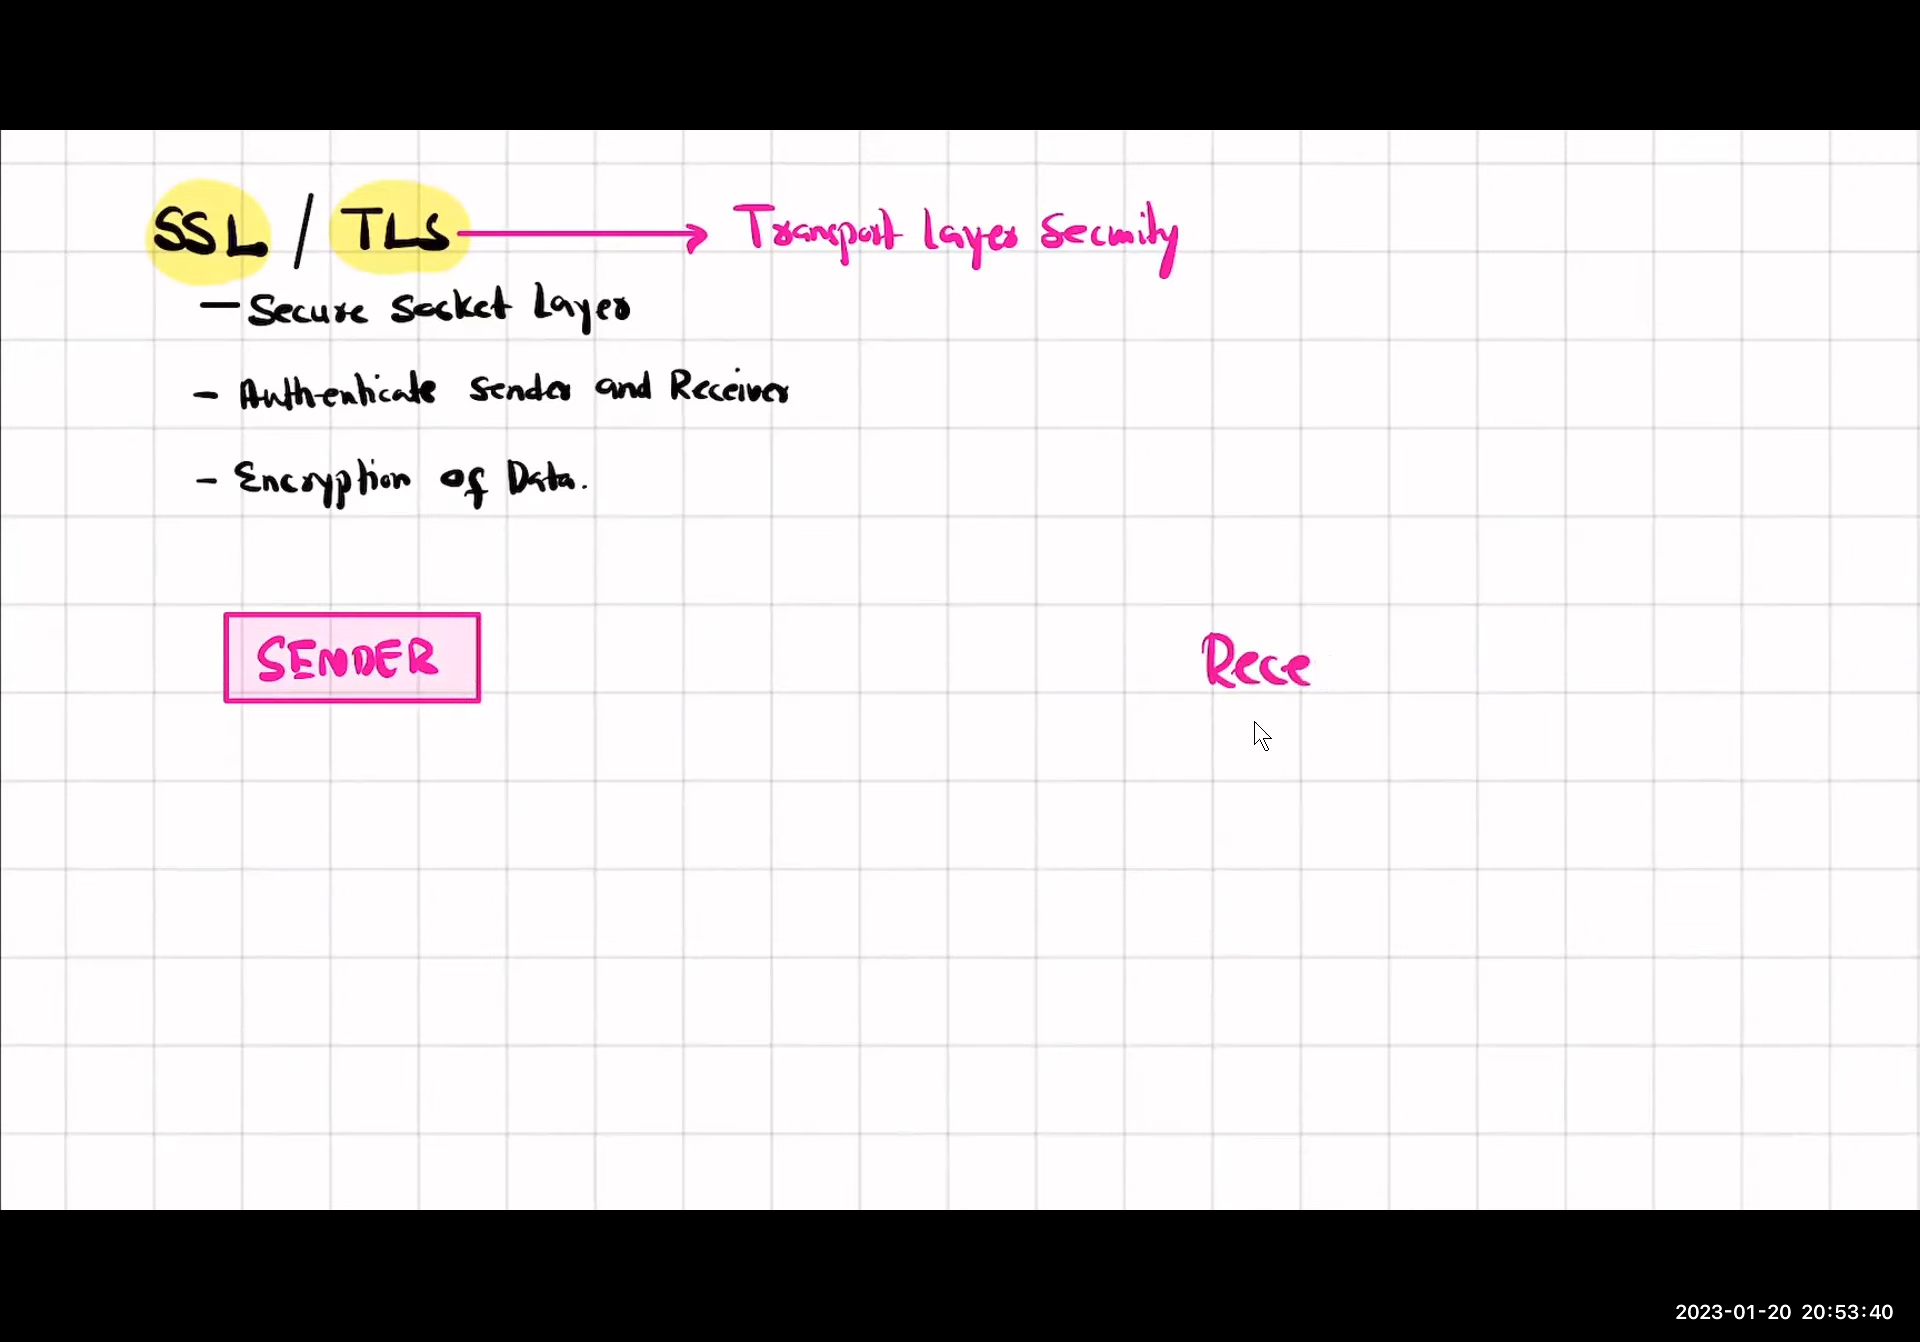 SSL / TLS → Transport Layer Security
— Secure Socket Layer
- Authenticate Sender and Receiver
- Encryption of Data.
SENDER Rece
2023-01-20 20:53:40